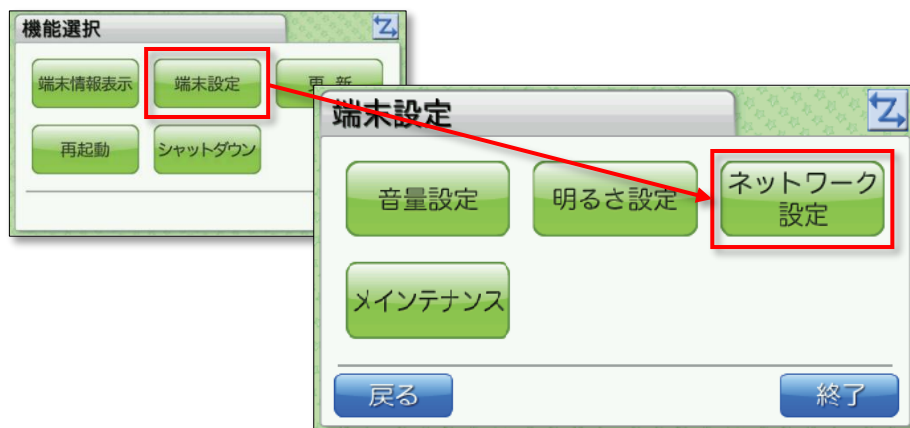 機能選択
端末情報表示
端末設定
更 新
再起動
シャットダウン
端末設定
音量設定
明るさ設定
ネットワーク
設定
メインテナンス
戻る
終了